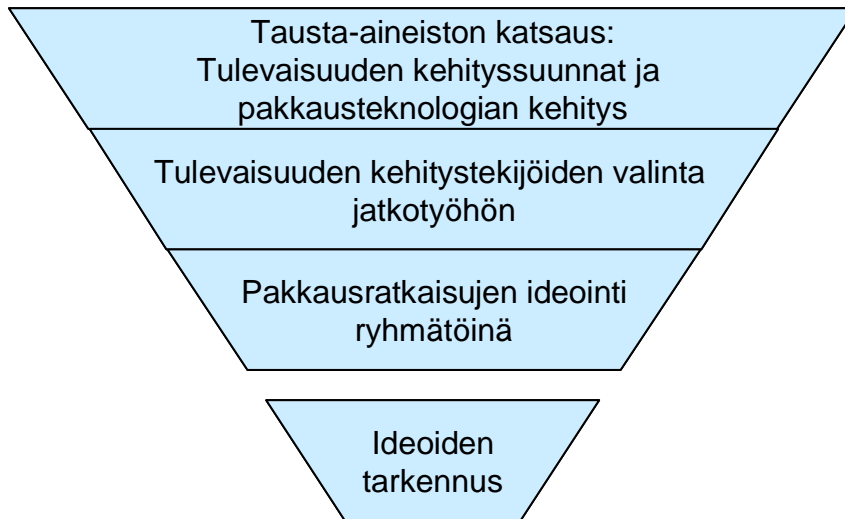 Tausta-aineiston katsaus:
Tulevaisuuden kehityssuunnat ja
pakkausteknologian kehitys
Tulevaisuuden kehitystekijöiden valinta
jatkotyöhön
Pakkausratkaisujen ideointi
ryhmätöinä
Ideoiden
tarkennus